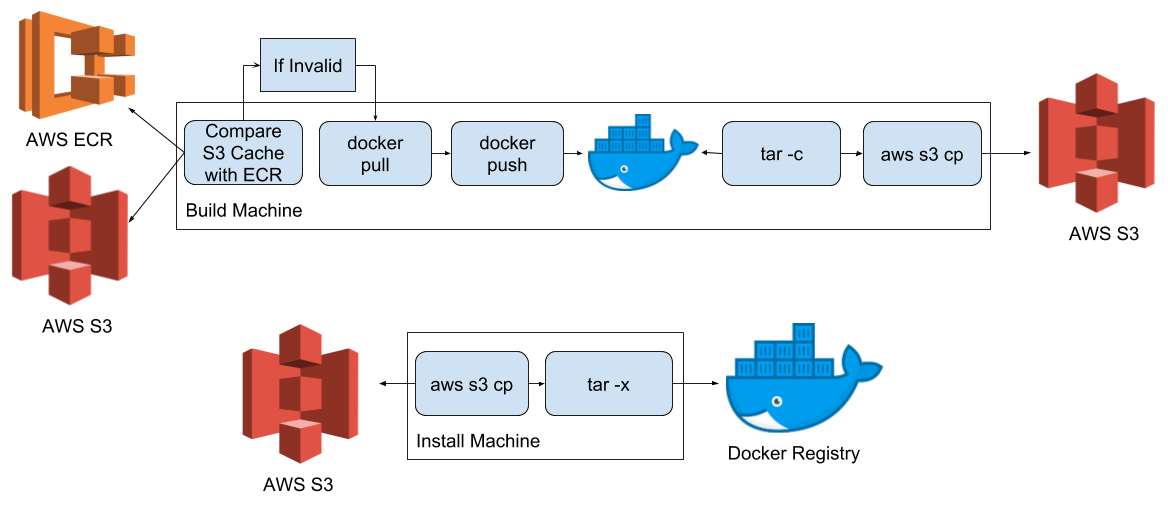 If Invalid
AWS ECR
Compare
S3 Cache
with ECR
docker
pull
docker
push
tar -c
aws s3 cp
Build Machine
AWS S3
AWS S3
aws s3 cp
tar -x
Install Machine
Docker Registry
AWS S3